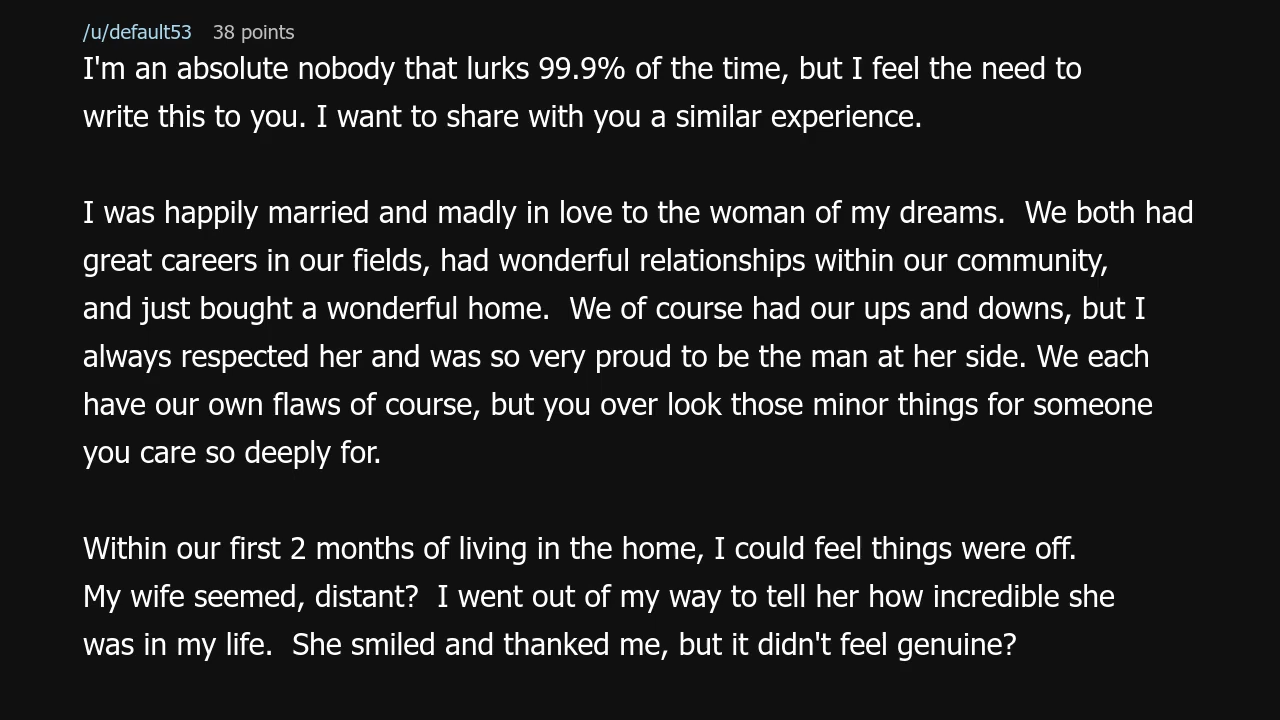 /u/default53 38 points
I'm an absolute nobody that lurks 99.9% of the time, but I feel the need to
write this to you. I want to share with you a similar experience.
I was happily married and madly in love to the woman of my dreams.  We both had
great careers in our fields, had wonderful relationships within our community,
and just bought a wonderful home.  We of course had our ups and downs, but I
always respected her and was so very proud to be the man at her side. We each
have our own flaws of course, but you over look those minor things for someone
you care so deeply for.
Within our first 2 months of living in the home, I could feel things were off.
My wife seemed, distant?  I went out of my way to tell her how incredible she
was in my life.  She smiled and thanked me, but it didn't feel genuine?